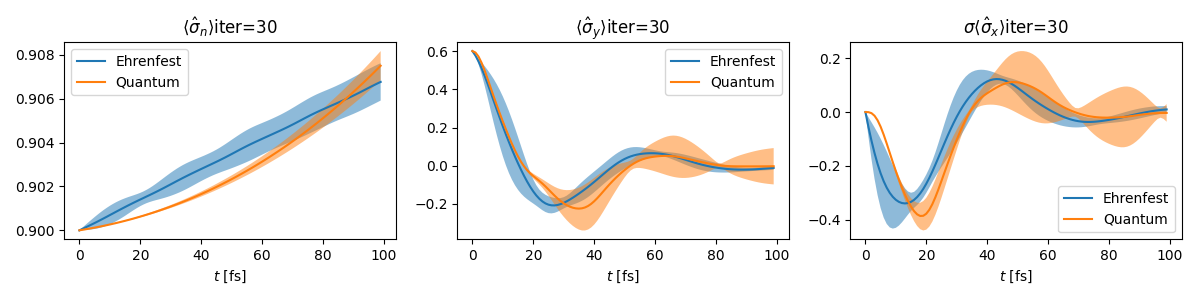 ⟨σ̂ₙ⟩iter=30
0.908
0.906
0.904
0.902
0.900
Ehrenfest
Quantum
0 20 40 60 80 100
t [fs]
⟨σ̂ᵧ⟩iter=30
0.6
0.4
0.2
0.0
−0.2
Ehrenfest
Quantum
0 20 40 60 80 100
t [fs]
σ⟨σ̂ₓ⟩iter=30
0.2
0.0
−0.2
−0.4
Ehrenfest
Quantum
0 20 40 60 80 100
t [fs]